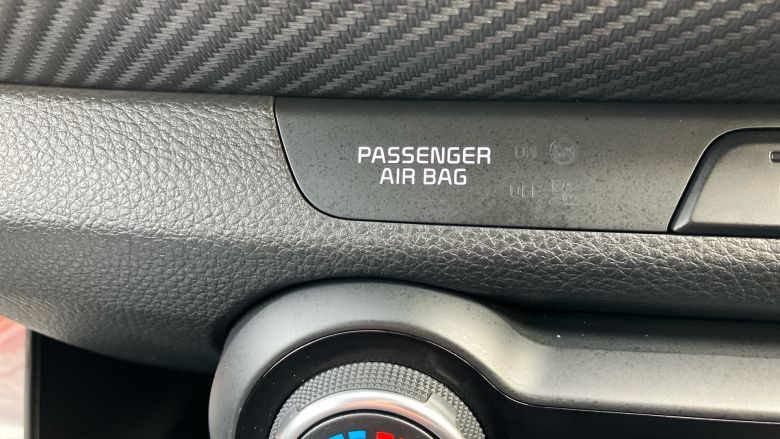 PASSENGER
AIR BAG
ON
OFF